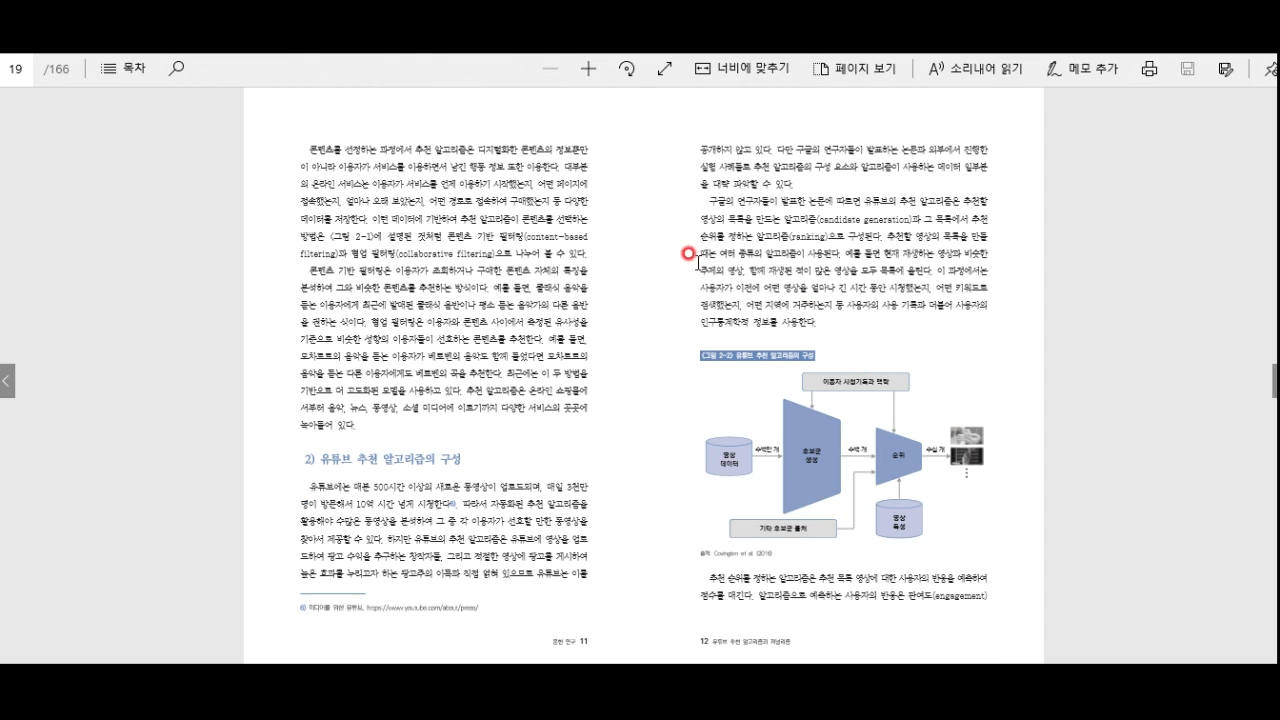 19 /166 목차 너비에 맞추기 페이지 보기 소리내어 읽기 메모 추가
콘텐츠를 선정하는 과정에서 추천 알고리즘은 디지털화한 콘텐츠의 정보뿐만
이 아니라 이용자가 서비스를 이용하면서 남긴 행동 정보 또한 이용한다. 대부분
의 온라인 서비스는 이용자가 서비스를 언제 이용하기 시작했는지, 어떤 페이지에
접속했는지, 얼마나 오래 보았는지, 어떤 경로로 접속하여 구매했는지 등 다양한
데이터를 저장한다. 이런 데이터에 기반하여 추천 알고리즘이 콘텐츠를 선택하는
방법은 <그림 2-1>에 설명된 것처럼 콘텐츠 기반 필터링(content-based
filtering)과 협업 필터링(collaborative filtering)으로 나누어 볼 수 있다.
콘텐츠 기반 필터링은 이용자가 조회하거나 구매한 콘텐츠 자체의 특징을
분석하여 그와 비슷한 콘텐츠를 추천하는 방식이다. 예를 들면, 클래식 음악을
듣는 이용자에게 최근에 발매된 클래식 음반이나 평소 듣는 음악가의 다른 음반
을 권하는 식이다. 협업 필터링은 이용자와 콘텐츠 사이에서 측정된 유사성을
기준으로 비슷한 성향의 이용자들이 선호하는 콘텐츠를 추천한다. 예를 들면,
모차르트의 음악을 듣는 이용자가 베토벤의 음악도 함께 들었다면 모차르트의
음악을 듣는 다른 이용자에게도 베토벤의 곡을 추천한다. 최근에는 이 두 방법을
기반으로 더 고도화된 모델을 사용하고 있다. 추천 알고리즘은 온라인 쇼핑몰에
서부터 음악, 뉴스, 동영상, 소셜 미디어에 이르기까지 다양한 서비스의 곳곳에
녹아들어 있다.
2) 유튜브 추천 알고리즘의 구성
유튜브에는 매분 500시간 이상의 새로운 동영상이 업로드되며, 매일 3천만
명이 방문해서 10억 시간 넘게 시청한다6). 따라서 자동화된 추천 알고리즘을
활용해야 수많은 동영상을 분석하여 그 중 각 이용자가 선호할 만한 동영상을
찾아서 제공할 수 있다. 하지만 유튜브의 추천 알고리즘은 유튜브에 영상을 업로
드하여 광고 수익을 추구하는 창작자들, 그리고 적절한 영상에 광고를 게시하여
높은 효과를 누리고자 하는 광고주의 이득과 직접 얽혀 있으므로 유튜브는 이를
6) 미디어를 위한 유튜브, https://www.youtube.com/about/press/
문헌 연구 11
공개하지 않고 있다. 다만 구글의 연구자들이 발표하는 논문과 외부에서 진행한
실험 사례들로 추천 알고리즘의 구성 요소와 알고리즘이 사용하는 데이터 일부분
을 대략 파악할 수 있다.
구글의 연구자들이 발표한 논문에 따르면 유튜브의 추천 알고리즘은 추천할
영상의 목록을 만드는 알고리즘(candidate generation)과 그 목록에서 추천
순위를 정하는 알고리즘(ranking)으로 구성된다. 추천할 영상의 목록을 만들
때는 여러 종류의 알고리즘이 사용된다. 예를 들면 현재 재생하는 영상과 비슷한
주제의 영상, 함께 재생된 적이 많은 영상을 모두 목록에 올린다. 이 과정에서는
사용자가 이전에 어떤 영상을 얼마나 긴 시간 동안 시청했는지, 어떤 키워드로
검색했는지, 어떤 지역에 거주하는지 등 사용자의 사용 기록과 더불어 사용자의
인구통계학적 정보를 사용한다.
<그림 2-2> 유튜브 추천 알고리즘의 구성
이용자 시청기록과 맥락
영상
데이터
수백만 개
후보군
생성
수백 개
순위
수십 개
기타 후보군 출처
영상
특성
출처: Covington et al. (2016)
추천 순위를 정하는 알고리즘은 추천 목록 영상에 대한 사용자의 반응을 예측하여
점수를 매긴다. 알고리즘으로 예측하는 사용자의 반응은 관여도(engagement)
12 유튜브 추천 알고리즘과 저널리즘